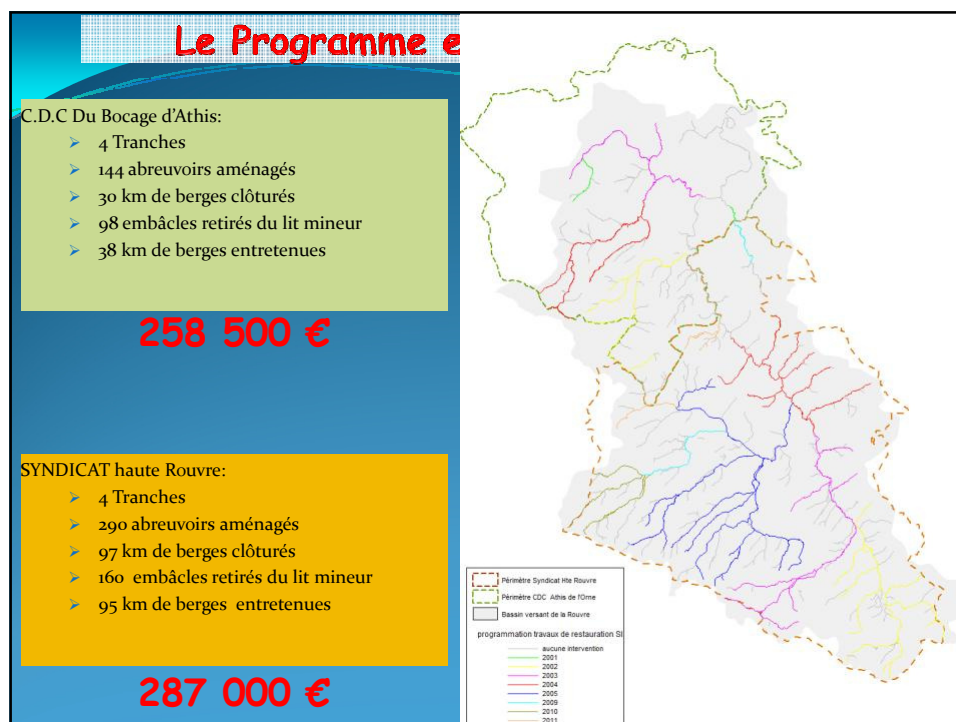 Le Programme e
C.D.C Du Bocage d'Athis:
➢ 4 Tranches
➢ 144 abreuvoirs aménagés
➢ 30 km de berges clôturés
➢ 98 embâcles retirés du lit mineur
➢ 38 km de berges entretenues
258 500 €
SYNDICAT haute Rouvre:
➢ 4 Tranches
➢ 290 abreuvoirs aménagés
➢ 97 km de berges clôturés
➢ 160 embâcles retirés du lit mineur
➢ 95 km de berges entretenues
287 000 €
Périmètre Syndicat Hte Rouvre
Périmètre CDC Athis de l'Orne
Bassin versant de la Rouvre
programmation travaux de restauration SI
aucune intervention
2001
2002
2003
2004
2005
2009
2010
2011